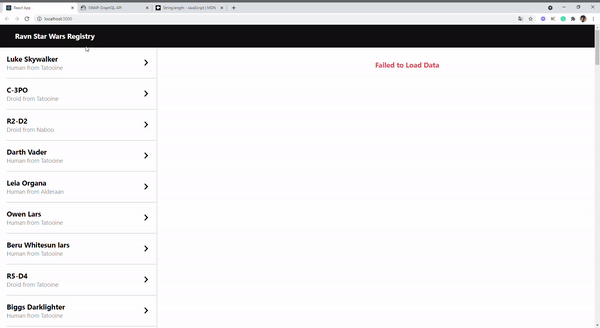 React App
SWAPI GraphQL API
String.length - JavaScript | MDN
localhost:3000
Ravn Star Wars Registry
Luke Skywalker
Human from Tatooine
Failed to Load Data
C-3PO
Droid from Tatooine
R2-D2
Droid from Naboo
Darth Vader
Human from Tatooine
Leia Organa
Human from Alderaan
Owen Lars
Human from Tatooine
Beru Whitesun lars
Human from Tatooine
R5-D4
Droid from Tatooine
Biggs Darklighter
Human from Tatooine